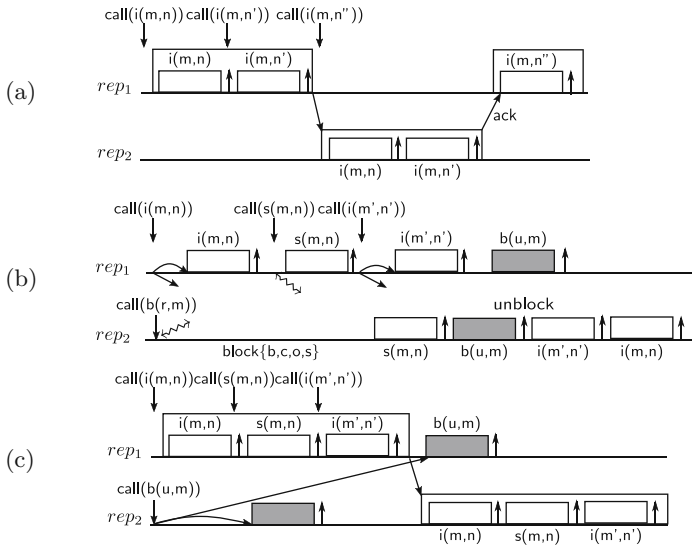 call(i(m,n)) call(i(m,n')) call(i(m,n''))
i(m,n) i(m,n') i(m,n'')
(a) rep1
ack
rep2
i(m,n) i(m,n')
call(i(m,n)) call(s(m,n)) call(i(m',n'))
i(m,n) s(m,n) i(m',n') b(u,m)
(b) rep1
call(b(r,m)) unblock
rep2
block{b,c,o,s} s(m,n) b(u,m) i(m',n') i(m,n)
call(i(m,n))call(s(m,n))call(i(m',n'))
i(m,n) s(m,n) i(m',n') b(u,m)
rep1
(c)
call(b(u,m))
rep2
i(m,n) s(m,n) i(m',n')